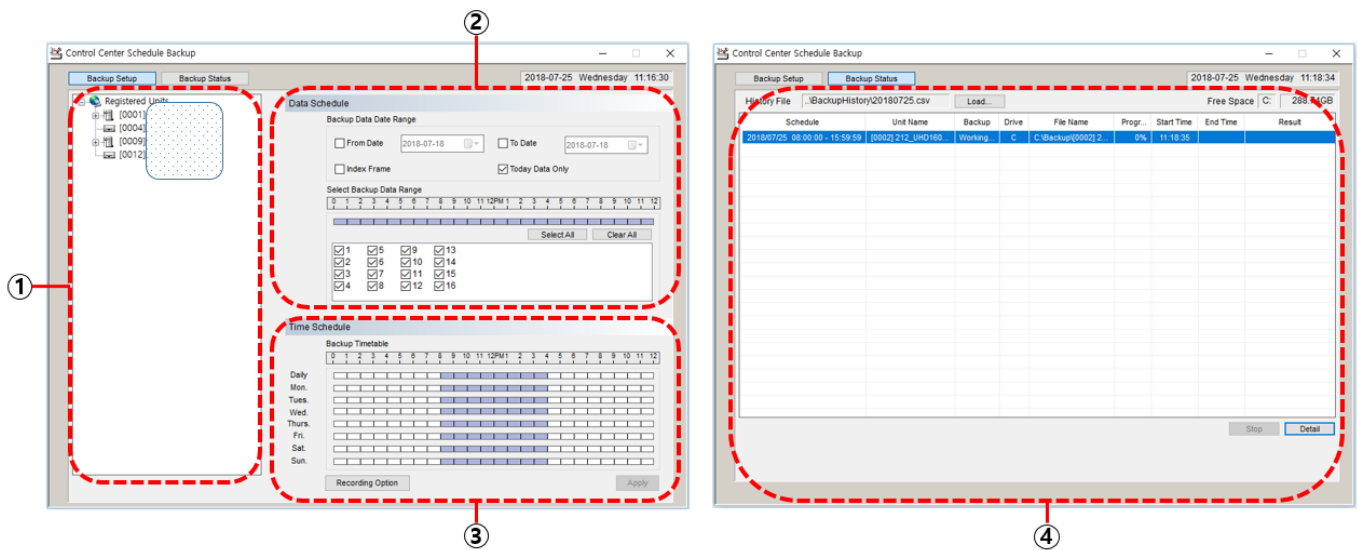 ②
Control Center Schedule Backup
Backup Setup Backup Status 2018-07-25 Wednesday 11:16:30
Registered Units
[0001]
[0004]
[0009]
[0012]
①
Data Schedule
Backup Data Date Range
From Date 2018-07-18 To Date 2018-07-18
Index Frame Today Data Only
Select Backup Data Range
0 1 2 3 4 5 6 7 8 9 10 11 12PM 1 2 3 4 5 6 7 8 9 10 11 12
Select All Clear All
1 5 9 13
2 6 10 14
3 7 11 15
4 8 12 16
Time Schedule
Backup Timetable
0 1 2 3 4 5 6 7 8 9 10 11 12PM 1 2 3 4 5 6 7 8 9 10 11 12
Daily
Mon.
Tues.
Wed.
Thurs.
Fri.
Sat.
Sun.
Recording Option Apply
③
Control Center Schedule Backup
Backup Setup Backup Status 2018-07-25 Wednesday 11:18:34
History File ..\BackupHistory\20180725.csv Load... Free Space C: 288.74GB
Schedule Unit Name Backup Drive File Name Progr... Start Time End Time Result
2018/07/25 08:00:00 - 15:59:59 [0002] 212_UHD160... Working... C C:\Backup\[0002] 2... 0% 11:18:35
Stop Detail
④